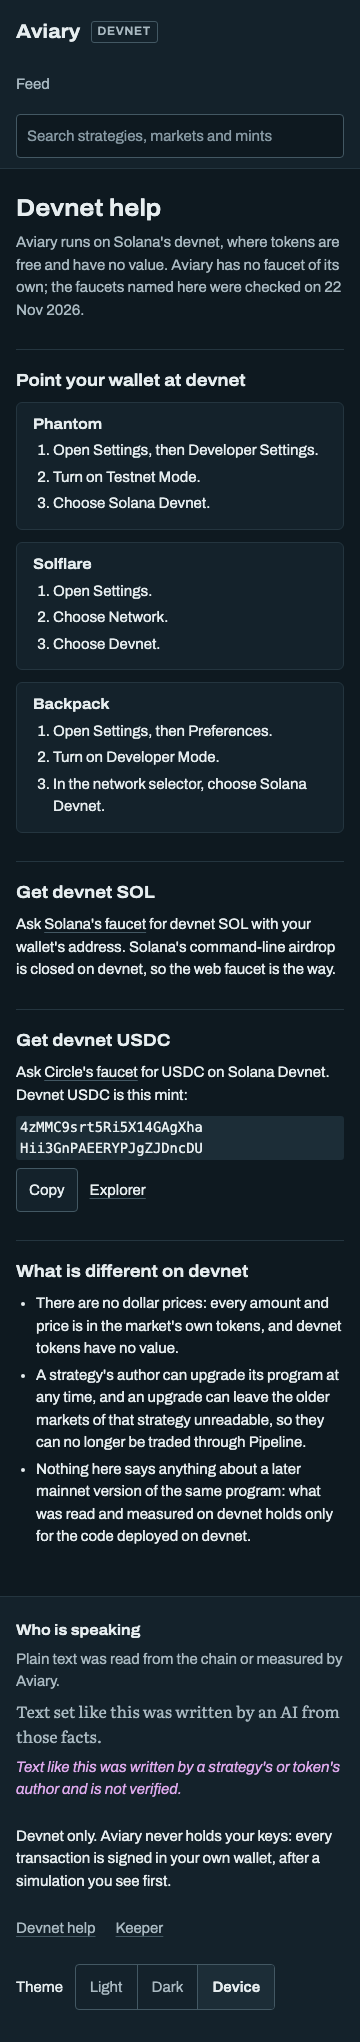 Aviary DEVNET
Feed
Search strategies, markets and mints
Devnet help
Aviary runs on Solana's devnet, where tokens are
free and have no value. Aviary has no faucet of its
own; the faucets named here were checked on 22
Nov 2026.
Point your wallet at devnet
Phantom
1. Open Settings, then Developer Settings.
2. Turn on Testnet Mode.
3. Choose Solana Devnet.
Solflare
1. Open Settings.
2. Choose Network.
3. Choose Devnet.
Backpack
1. Open Settings, then Preferences.
2. Turn on Developer Mode.
3. In the network selector, choose Solana
Devnet.
Get devnet SOL
Ask Solana's faucet for devnet SOL with your
wallet's address. Solana's command-line airdrop
is closed on devnet, so the web faucet is the way.
Get devnet USDC
Ask Circle's faucet for USDC on Solana Devnet.
Devnet USDC is this mint:
4zMMC9srt5Ri5X14GAgXha
Hii3GnPAEERYPJgZJDncDU
Copy Explorer
What is different on devnet
• There are no dollar prices: every amount and
price is in the market's own tokens, and devnet
tokens have no value.
• A strategy's author can upgrade its program at
any time, and an upgrade can leave the older
markets of that strategy unreadable, so they
can no longer be traded through Pipeline.
• Nothing here says anything about a later
mainnet version of the same program: what
was read and measured on devnet holds only
for the code deployed on devnet.
Who is speaking
Plain text was read from the chain or measured by
Aviary.
Text set like this was written by an AI from
those facts.
Text like this was written by a strategy's or token's
author and is not verified.
Devnet only. Aviary never holds your keys: every
transaction is signed in your own wallet, after a
simulation you see first.
Devnet help Keeper
Theme Light Dark Device